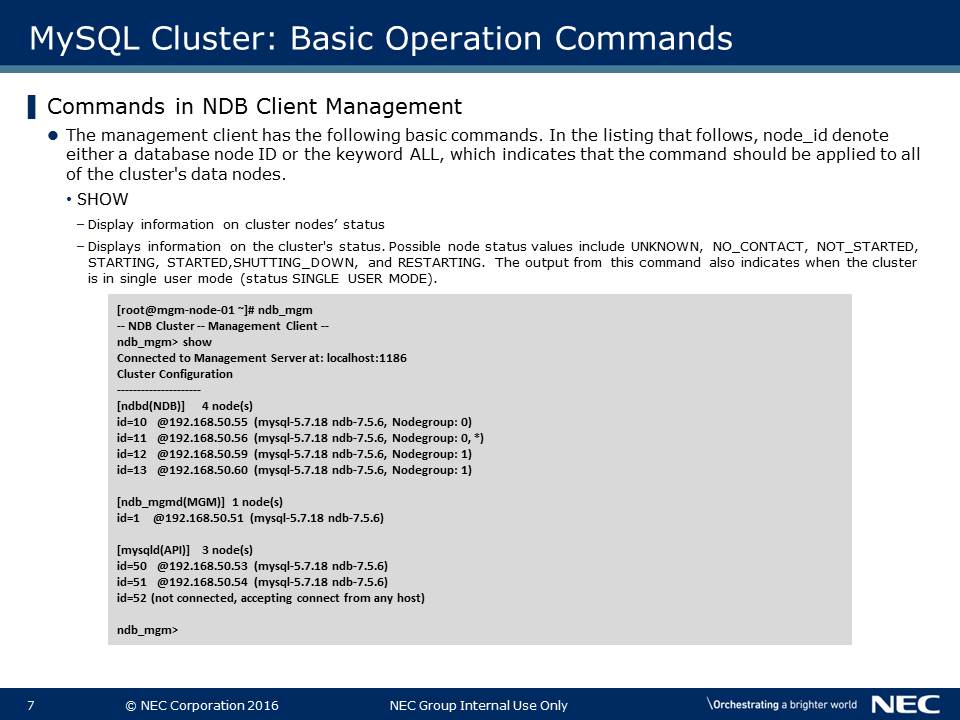 MySQL Cluster: Basic Operation Commands
Commands in NDB Client Management
The management client has the following basic commands. In the listing that follows, node_id denote
either a database node ID or the keyword ALL, which indicates that the command should be applied to all
of the cluster's data nodes.
• SHOW
– Display information on cluster nodes’ status
– Displays information on the cluster's status. Possible node status values include UNKNOWN, NO_CONTACT, NOT_STARTED,
STARTING, STARTED,SHUTTING_DOWN, and RESTARTING. The output from this command also indicates when the cluster
is in single user mode (status SINGLE USER MODE).
[root@mgm-node-01 ~]# ndb_mgm
-- NDB Cluster -- Management Client --
ndb_mgm> show
Connected to Management Server at: localhost:1186
Cluster Configuration
---------------------
[ndbd(NDB)] 4 node(s)
id=10 @192.168.50.55 (mysql-5.7.18 ndb-7.5.6, Nodegroup: 0)
id=11 @192.168.50.56 (mysql-5.7.18 ndb-7.5.6, Nodegroup: 0, *)
id=12 @192.168.50.59 (mysql-5.7.18 ndb-7.5.6, Nodegroup: 1)
id=13 @192.168.50.60 (mysql-5.7.18 ndb-7.5.6, Nodegroup: 1)
[ndb_mgmd(MGM)] 1 node(s)
id=1 @192.168.50.51 (mysql-5.7.18 ndb-7.5.6)
[mysqld(API)] 3 node(s)
id=50 @192.168.50.53 (mysql-5.7.18 ndb-7.5.6)
id=51 @192.168.50.54 (mysql-5.7.18 ndb-7.5.6)
id=52 (not connected, accepting connect from any host)
ndb_mgm>
7 © NEC Corporation 2016 NEC Group Internal Use Only \Orchestrating a brighter world NEC